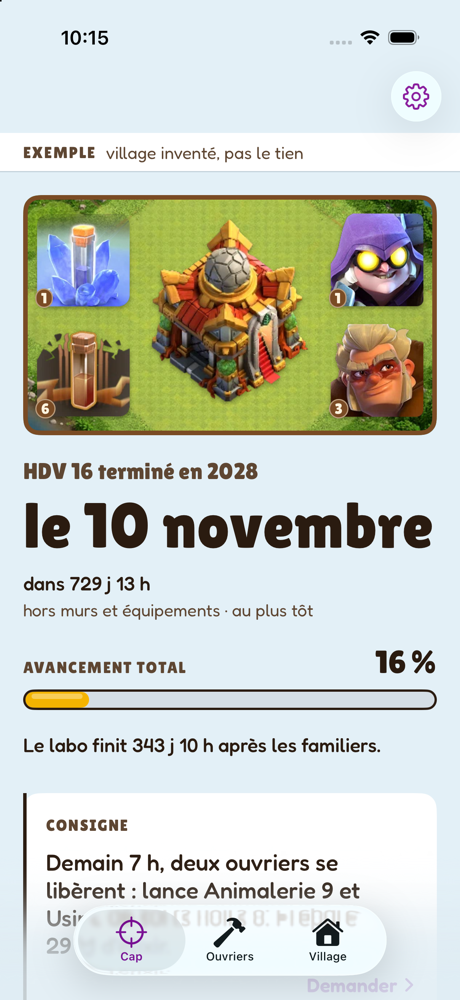 10:15
EXEMPLE village inventé, pas le tien
1
1
6
3
HDV 16 terminé en 2028
le 10 novembre
dans 729 j 13 h
hors murs et équipements · au plus tôt
AVANCEMENT TOTAL 16 %
Le labo finit 343 j 10 h après les familiers.
CONSIGNE
Demain 7 h, deux ouvriers se
libèrent : lance Animalerie 9 et
29
Cap Ouvriers Village
Demander